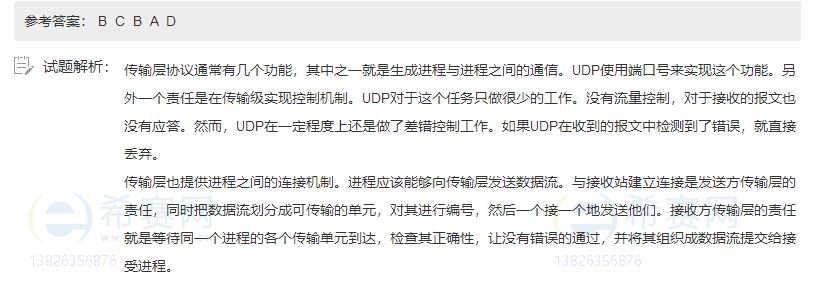 参考答案： B C B A D
试题解析： 传输层协议通常有几个功能，其中之一就是生成进程与进程之间的通信。UDP使用端口号来实现这个功能。另
外一个责任是在传输级实现控制机制。UDP对于这个任务只做很少的工作。没有流量控制，对于接收的报文也
没有应答。然而，UDP在一定程度上还是做了差错控制工作。如果UDP在收到的报文中检测到了错误，就直接
丢弃。
传输层也提供进程之间的连接机制。进程应该能够向传输层发送数据流。与接收站建立连接是发送方传输层的
责任，同时把数据流划分成可传输的单元，对其进行编号，然后一个接一个地发送他们。接收方传输层的责任
就是等待同一个进程的各个传输单元到达，检查其正确性，让没有错误的通过，并将其组织成数据流提交给接
受进程。
希赛网
希赛网
13826356876
13826356876